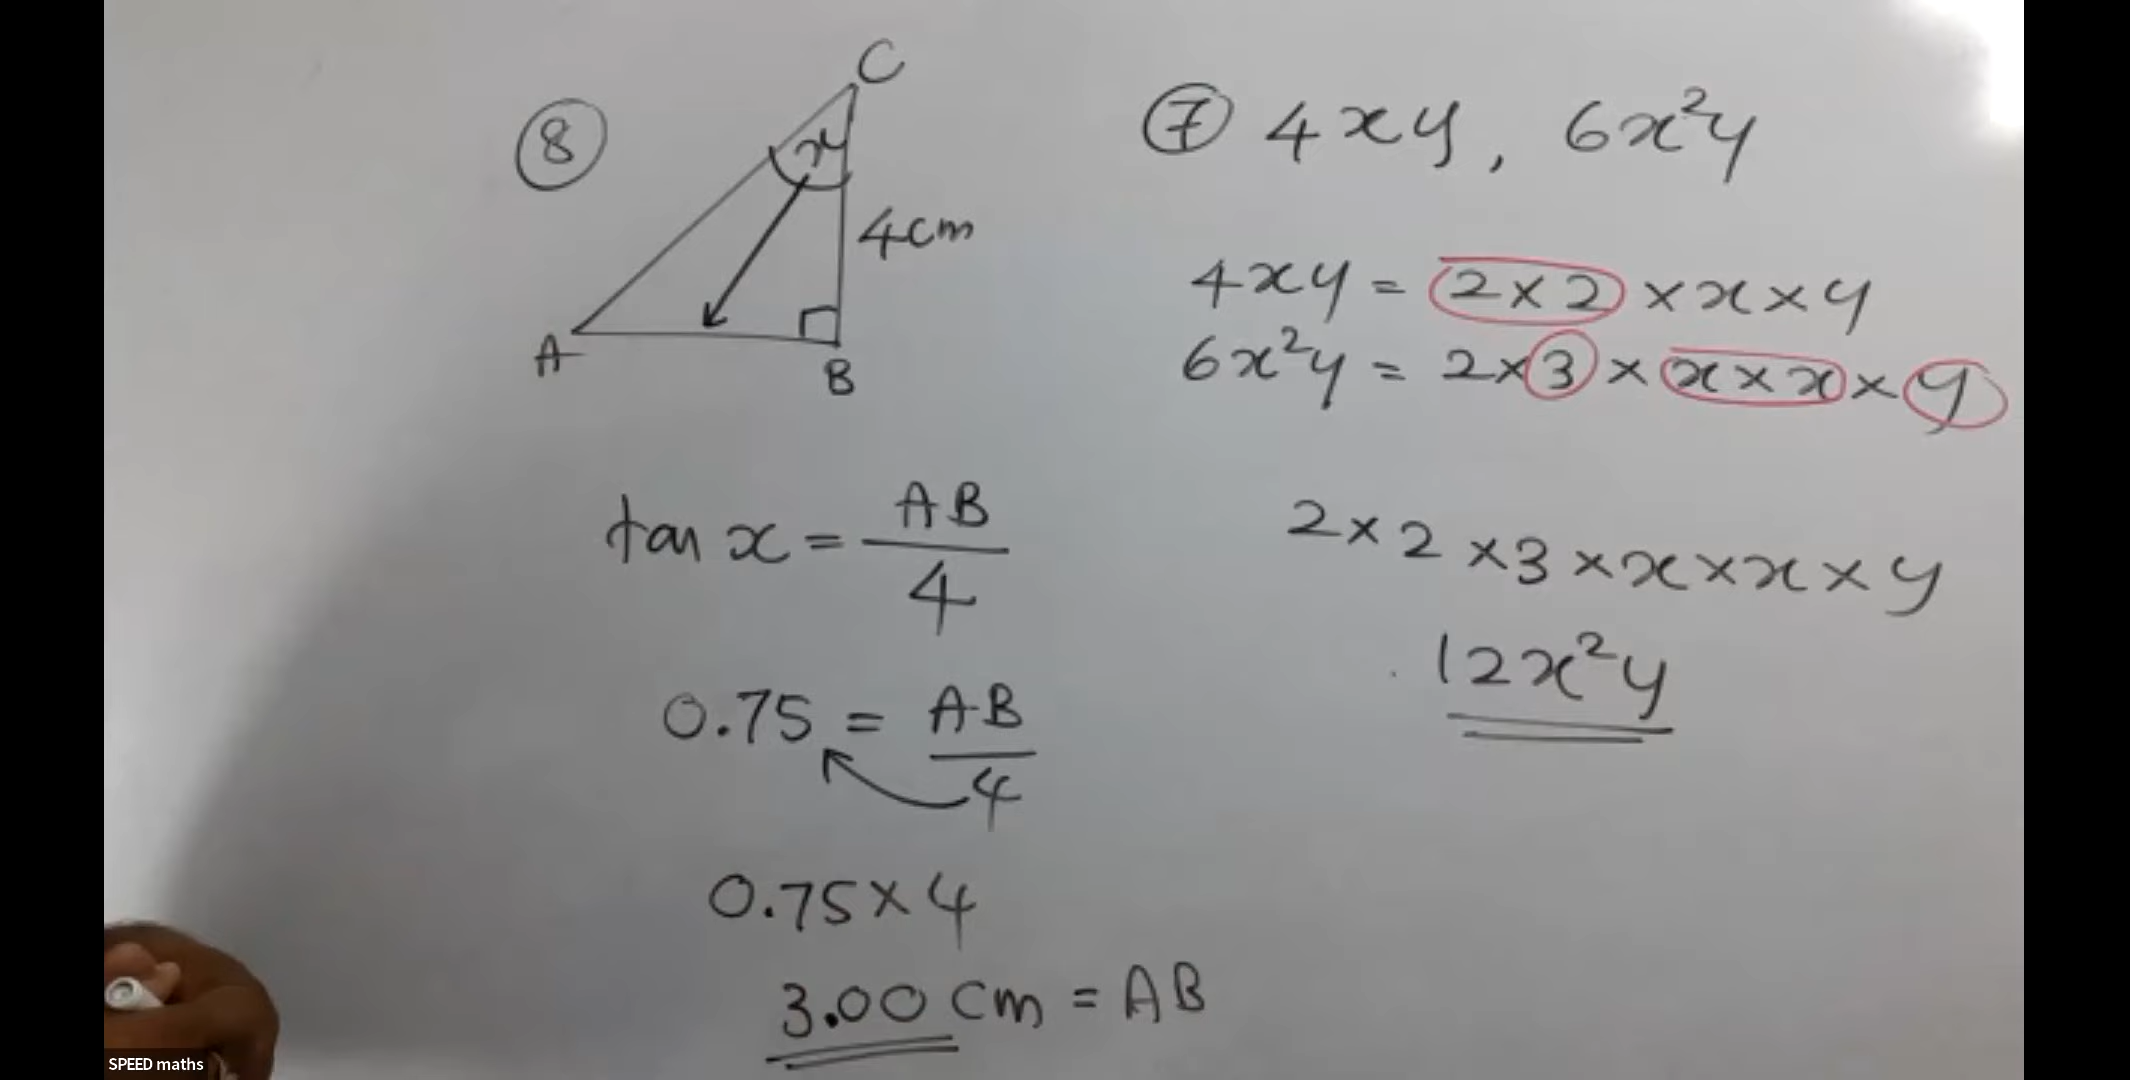 8
C
x
4cm
A
B
tan x = AB/4
0.75 = AB/4
0.75 × 4
3.00 cm = AB
7 4xy, 6x²y
4xy = 2×2 × x × y
6x²y = 2×3 × x×x × y
2×2×3×x×x×y
12x²y
SPEED maths